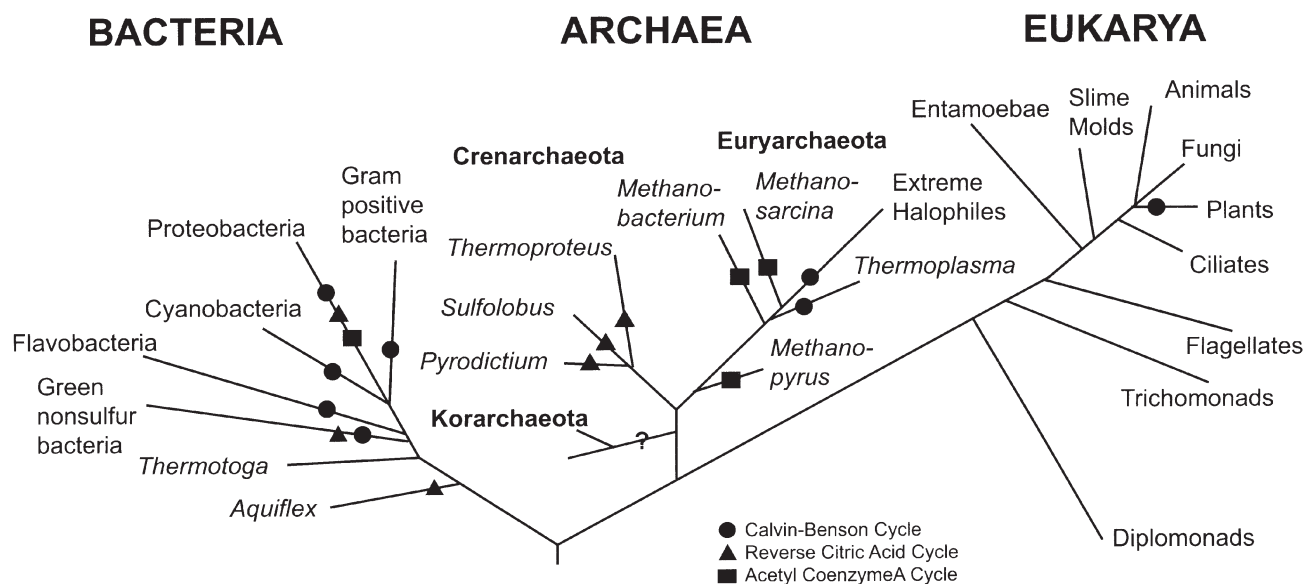 BACTERIA
ARCHAEA
EUKARYA
Gram
positive
bacteria
Proteobacteria
Cyanobacteria
Flavobacteria
Green
nonsulfur
bacteria
Thermotoga
Aquiflex
Crenarchaeota
Thermoproteus
Sulfolobus
Pyrodictium
Korarchaeota
?
Euryarchaeota
Methano-
bacterium
Methano-
sarcina
Extreme
Halophiles
Thermoplasma
Methano-
pyrus
Entamoebae
Slime
Molds
Animals
Fungi
Plants
Ciliates
Flagellates
Trichomonads
Diplomonads
Calvin-Benson Cycle
Reverse Citric Acid Cycle
Acetyl CoenzymeA Cycle